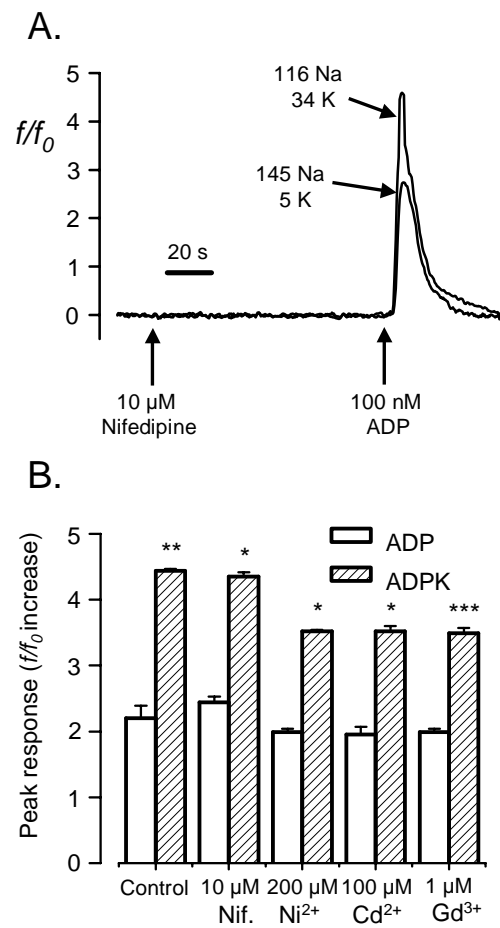 A.
f/f0
5
4
3
2
1
0
116 Na
34 K
145 Na
5 K
20 s
10 µM
Nifedipine
100 nM
ADP
B.
Peak response (f/f0 increase)
5
4
3
2
1
0
ADP
ADPK
**
*
*
*
***
Control
10 µM
Nif.
200 µM
Ni2+
100 µM
Cd2+
1 µM
Gd3+